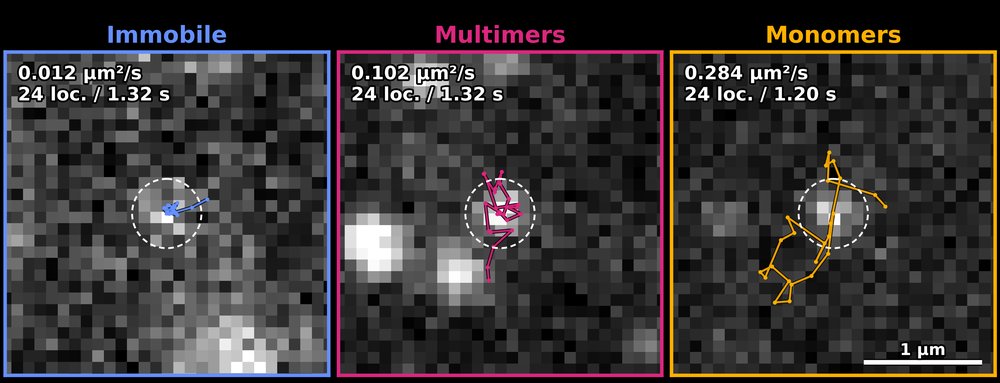 Immobile
0.012 µm²/s
24 loc. / 1.32 s
Multimers
0.102 µm²/s
24 loc. / 1.32 s
Monomers
0.284 µm²/s
24 loc. / 1.20 s
1 µm